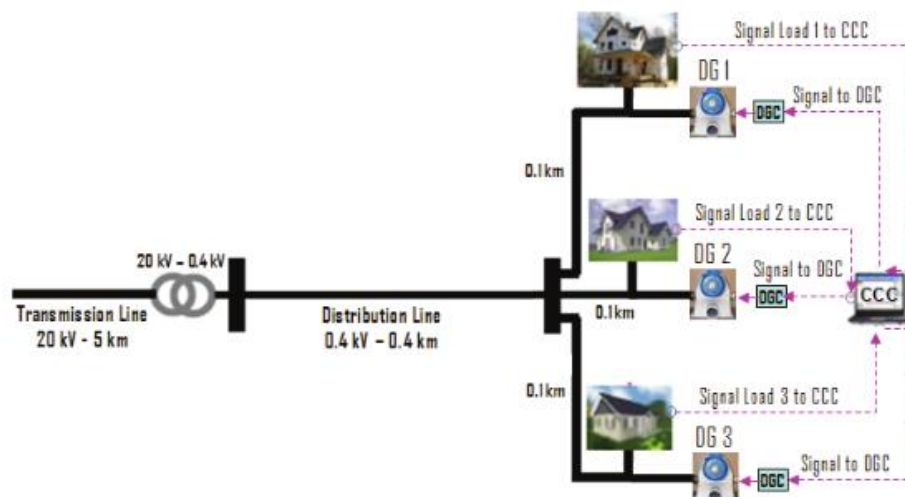 Signal Load 1 to CCC
DG 1
Signal to DGC
DGC
0.1km
Signal Load 2 to CCC
20 kV - 0.4 kV
DG 2
Signal to DGC
DGC
CCC
Transmission Line
20 kV - 5 km
Distribution Line
0.4 kV - 0.4 km
0.1km
0.1km
Signal Load 3 to CCC
DG 3
Signal to DGC
DGC